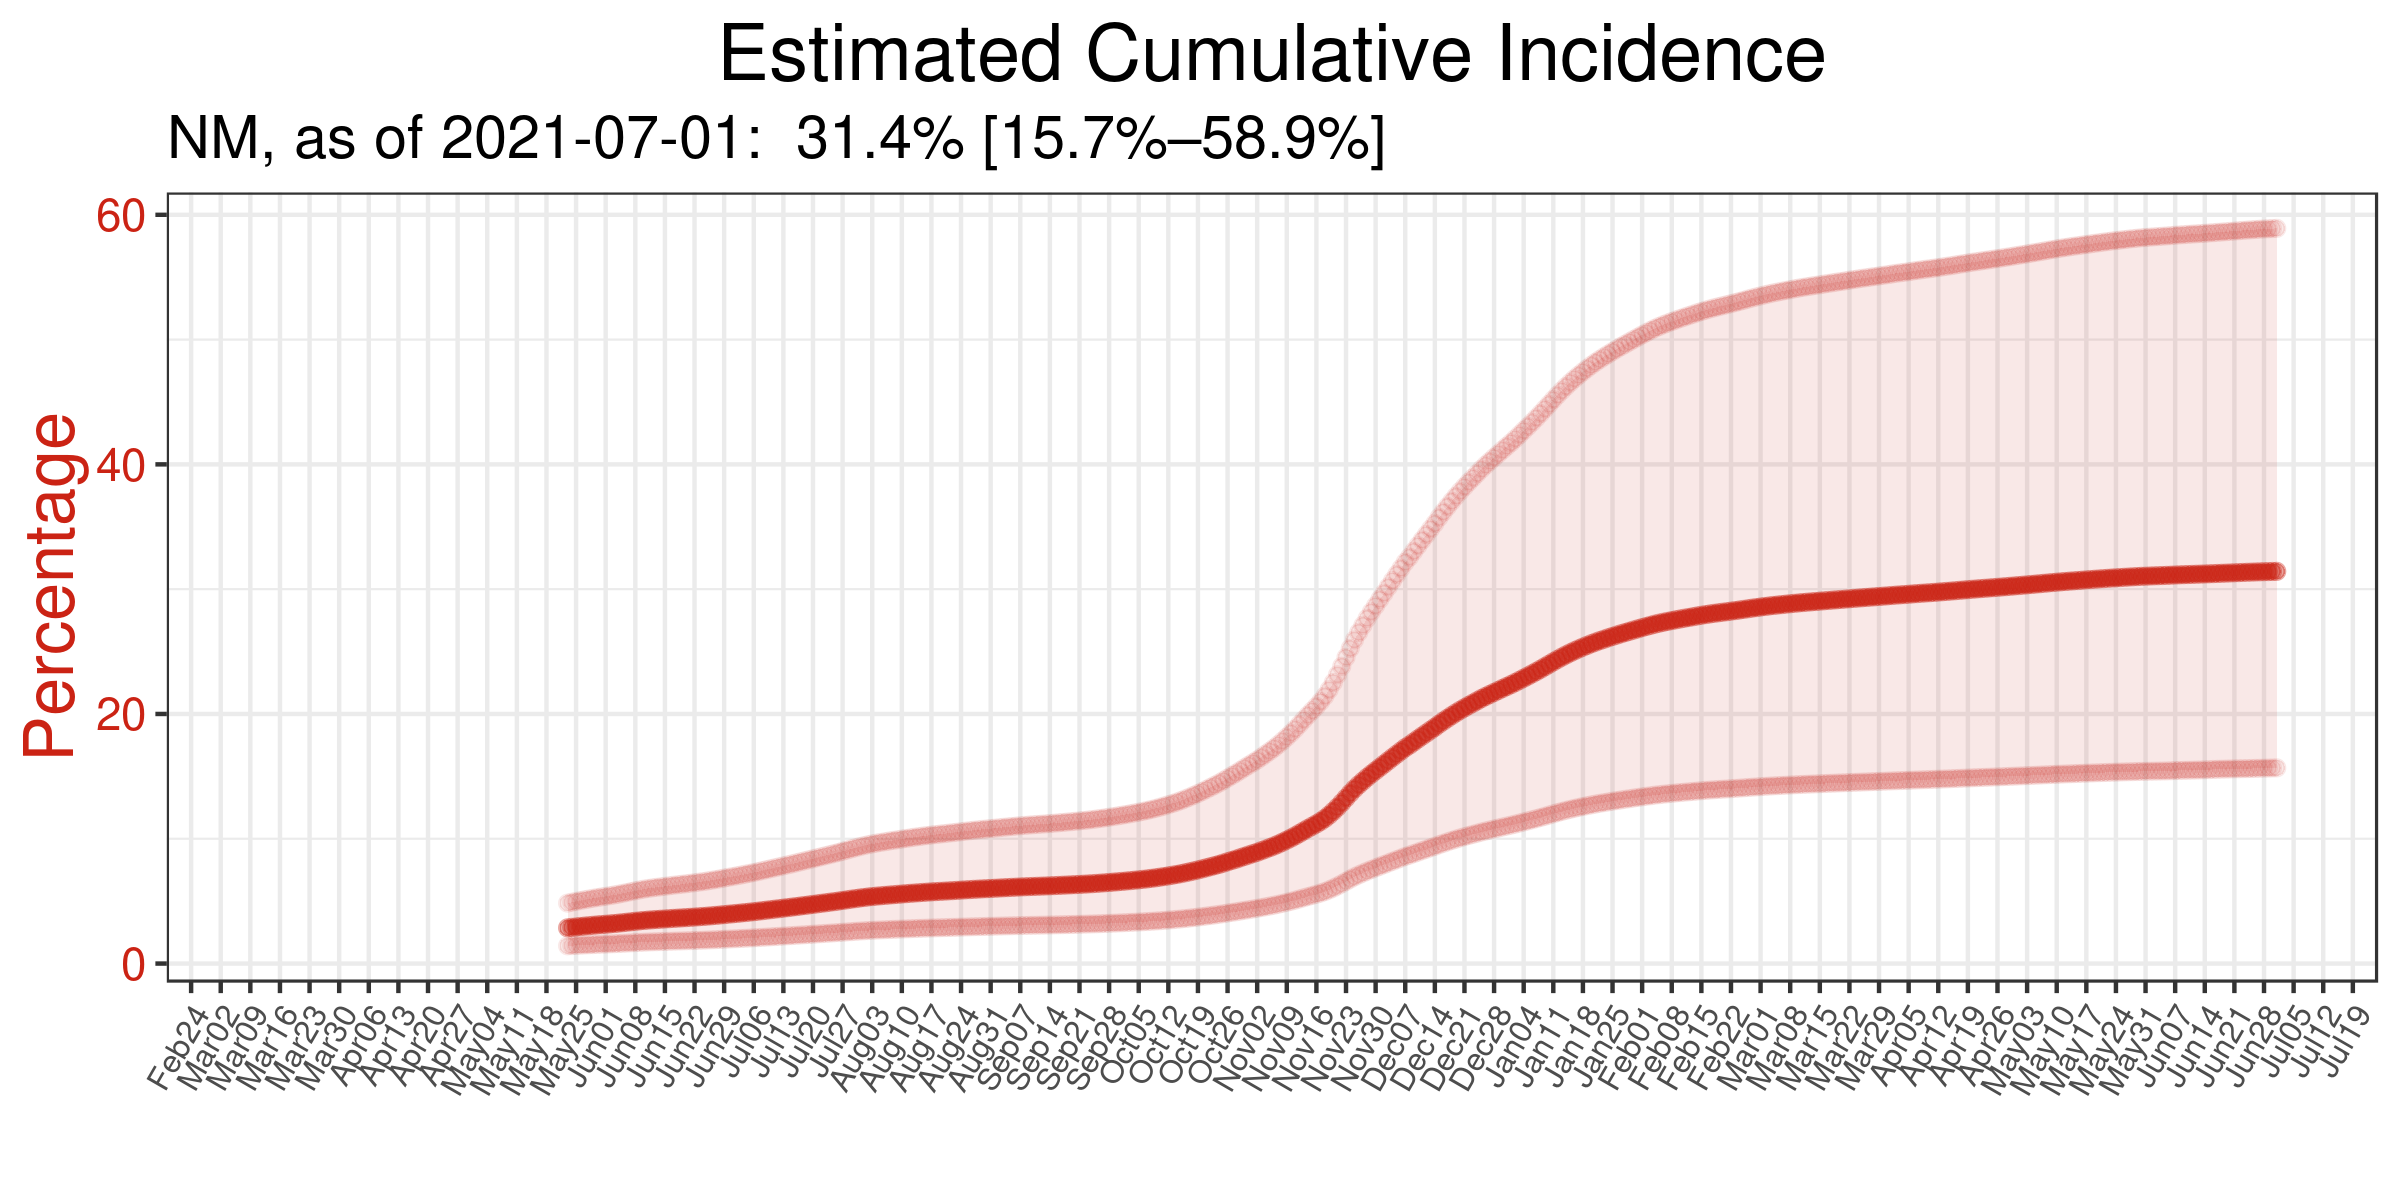 Estimated Cumulative Incidence
NM, as of 2021-07-01:  31.4% [15.7%–58.9%]
Percentage
60
40
20
0
Feb24
Mar02
Mar09
Mar16
Mar23
Mar30
Apr06
Apr13
Apr20
Apr27
May04
May11
May18
May25
Jun01
Jun08
Jun15
Jun22
Jun29
Jul06
Jul13
Jul20
Jul27
Aug03
Aug10
Aug17
Aug24
Aug31
Sep07
Sep14
Sep21
Sep28
Oct05
Oct12
Oct19
Oct26
Nov02
Nov09
Nov16
Nov23
Nov30
Dec07
Dec14
Dec21
Dec28
Jan04
Jan11
Jan18
Jan25
Feb01
Feb08
Feb15
Feb22
Mar01
Mar08
Mar15
Mar22
Mar29
Apr05
Apr12
Apr19
Apr26
May03
May10
May17
May24
May31
Jun07
Jun14
Jun21
Jun28
Jul05
Jul12
Jul19